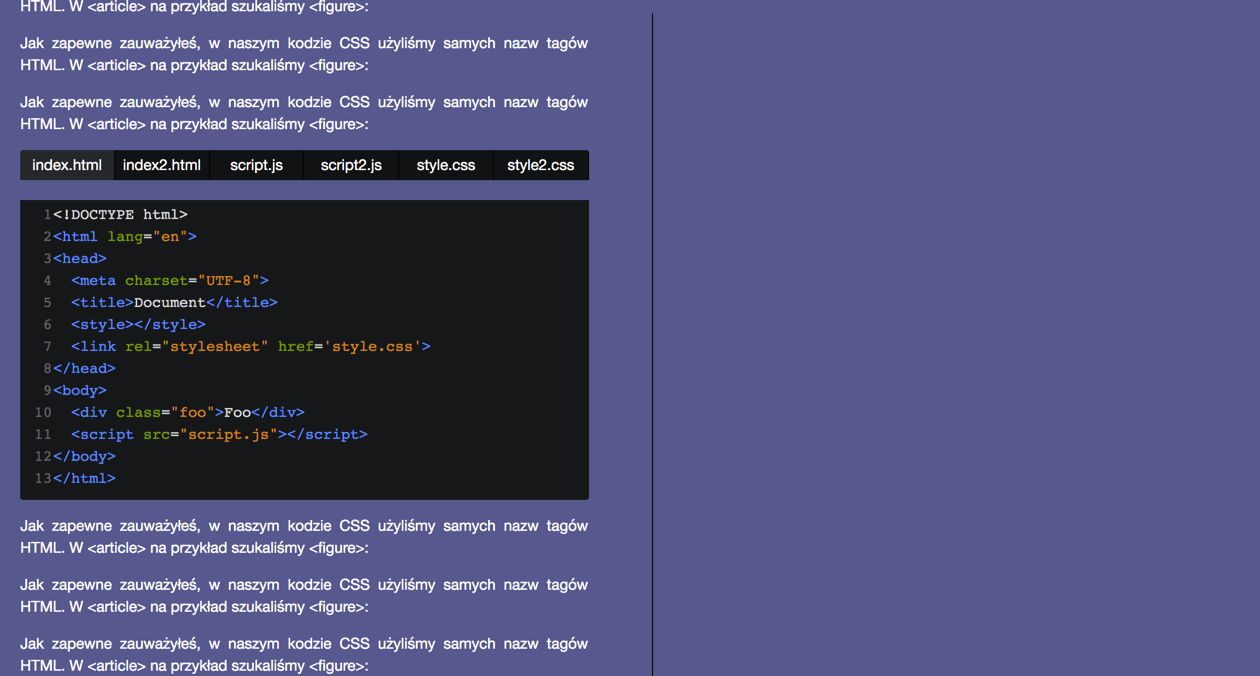 HTML. W <article> na przykład szukaliśmy <figure>:
Jak zapewne zauważyłeś, w naszym kodzie CSS użyliśmy samych nazw tagów
HTML. W <article> na przykład szukaliśmy <figure>:
Jak zapewne zauważyłeś, w naszym kodzie CSS użyliśmy samych nazw tagów
HTML. W <article> na przykład szukaliśmy <figure>:
index.html index2.html script.js script2.js style.css style2.css
1<!DOCTYPE html>
2<html lang="en">
3<head>
4  <meta charset="UTF-8">
5  <title>Document</title>
6  <style></style>
7  <link rel="stylesheet" href='style.css'>
8</head>
9<body>
10  <div class="foo">Foo</div>
11  <script src="script.js"></script>
12</body>
13</html>
Jak zapewne zauważyłeś, w naszym kodzie CSS użyliśmy samych nazw tagów
HTML. W <article> na przykład szukaliśmy <figure>:
Jak zapewne zauważyłeś, w naszym kodzie CSS użyliśmy samych nazw tagów
HTML. W <article> na przykład szukaliśmy <figure>:
Jak zapewne zauważyłeś, w naszym kodzie CSS użyliśmy samych nazw tagów
HTML. W <article> na przykład szukaliśmy <figure>: